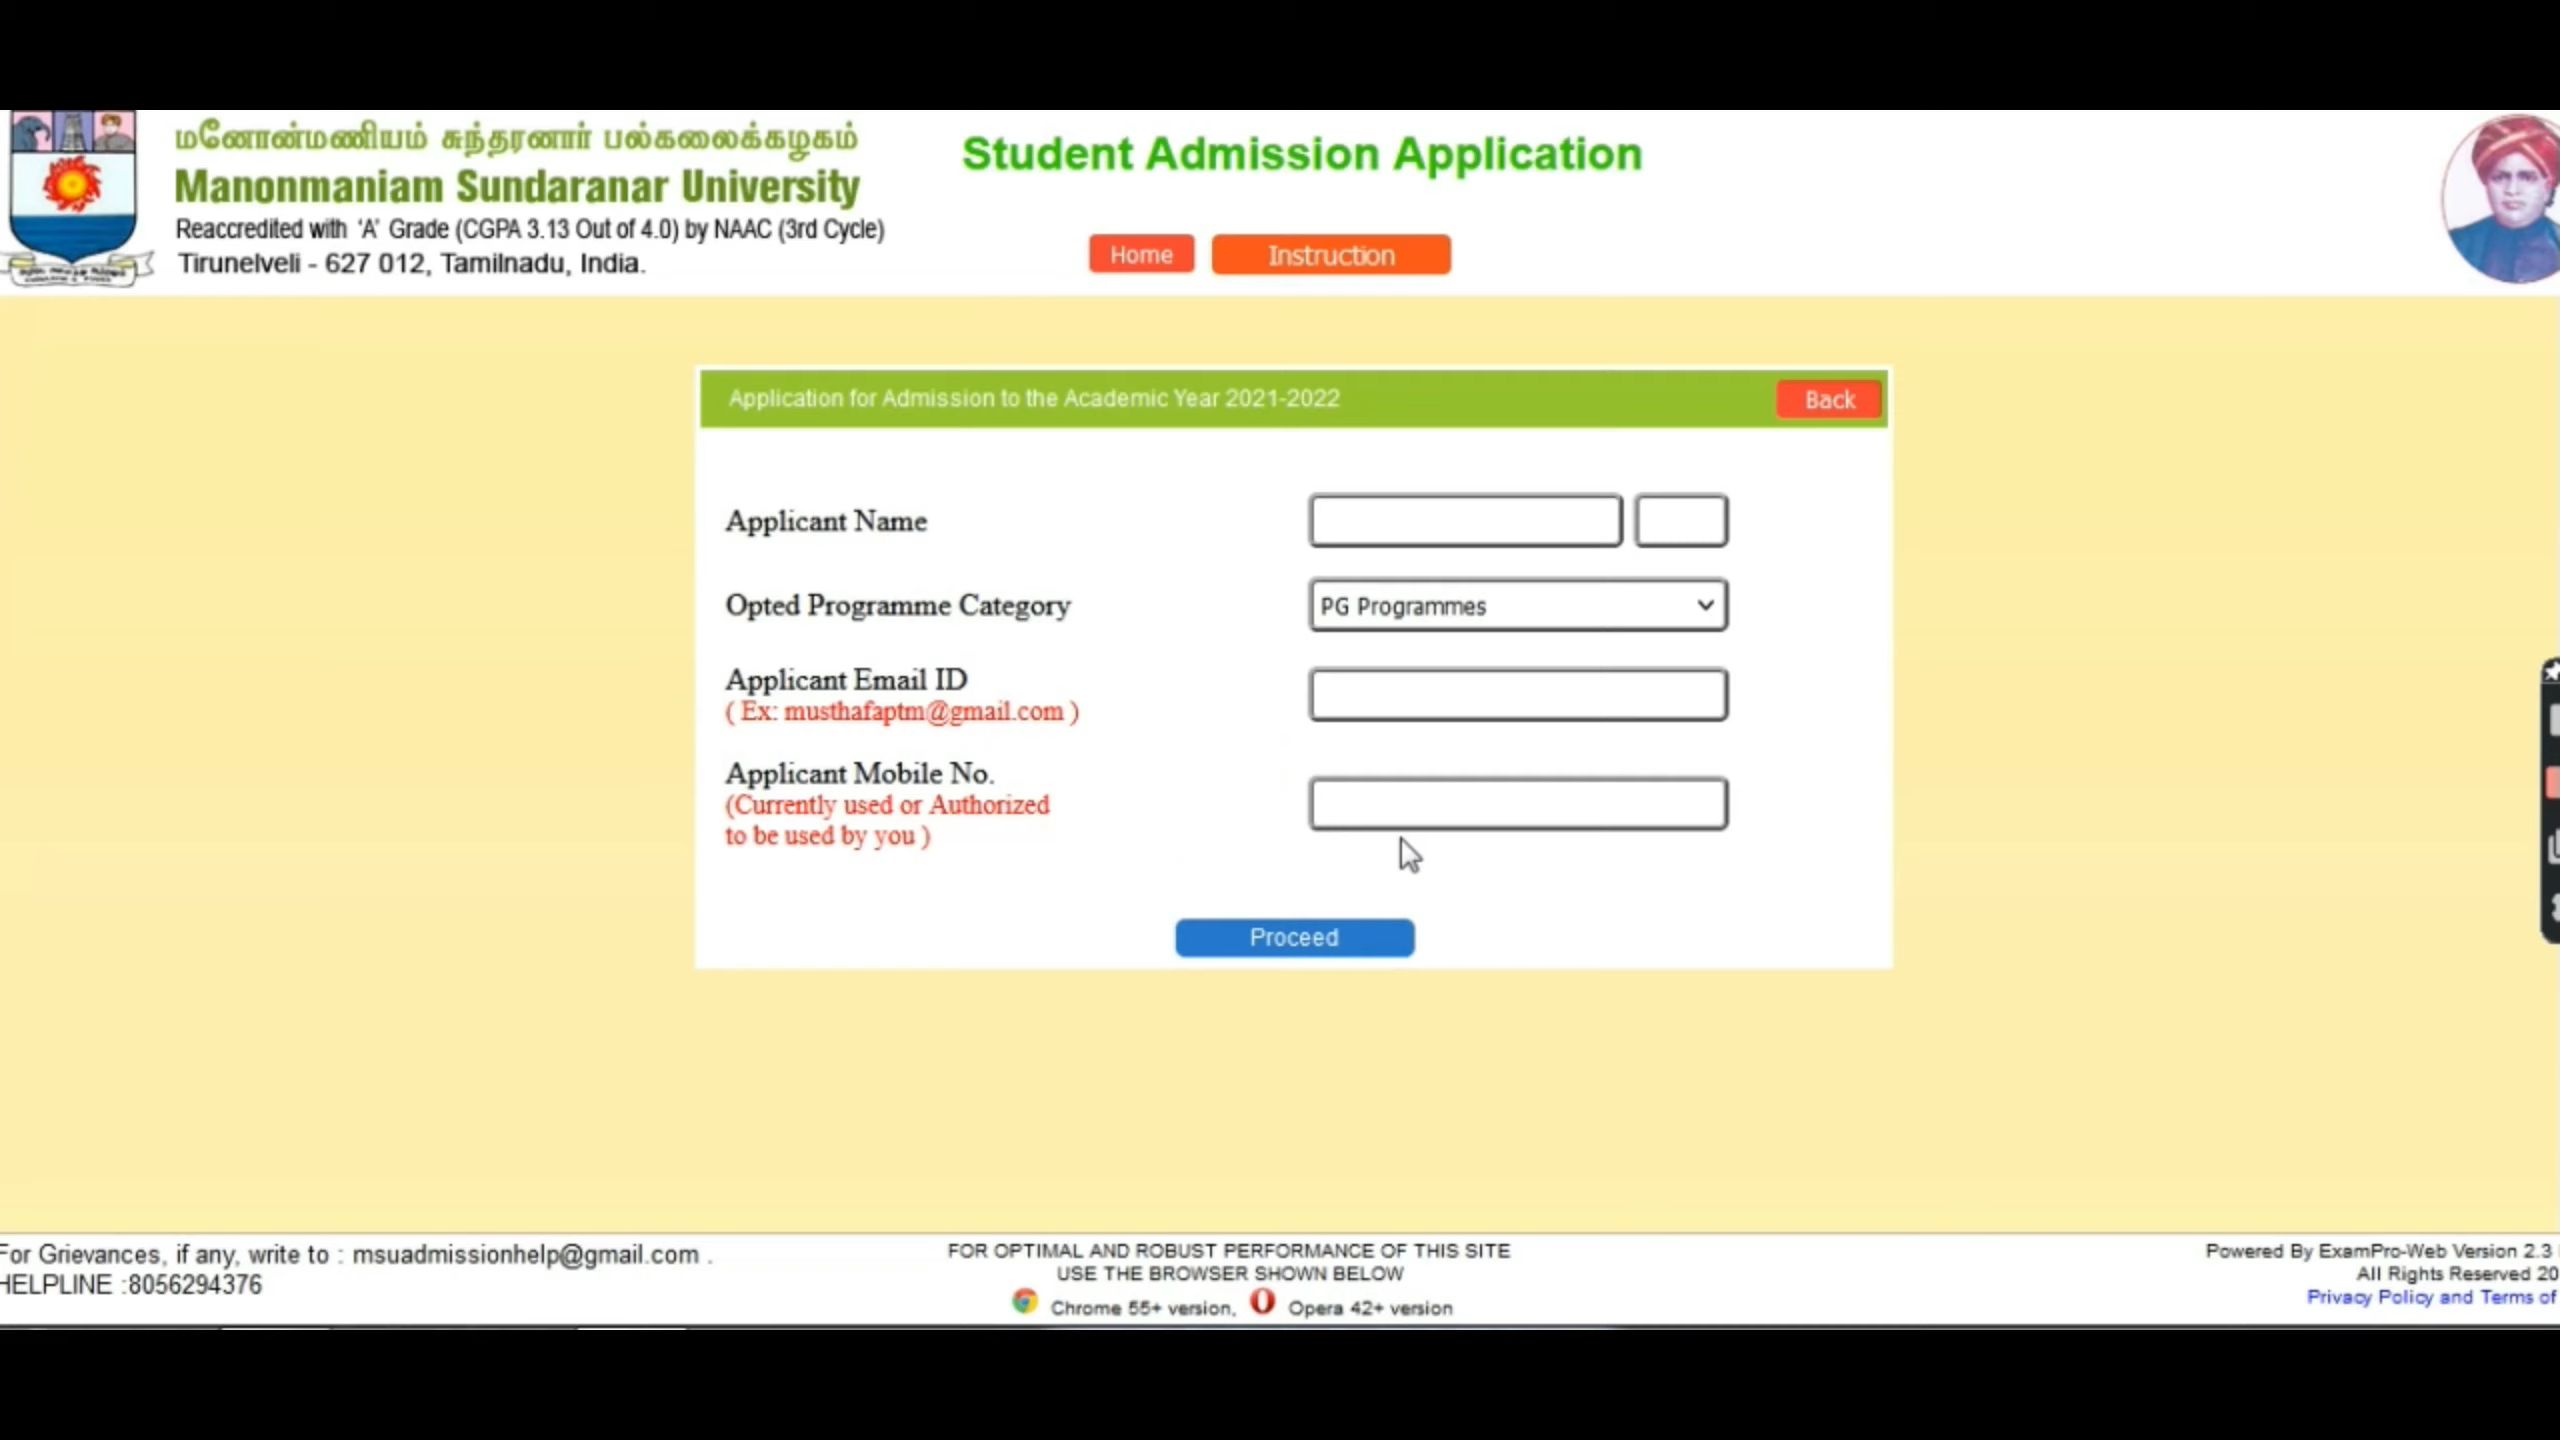 மனோன்மணியம் சுந்தரனார் பல்கலைக்கழகம்
Manonmaniam Sundaranar University
Reaccredited with 'A' Grade (CGPA 3.13 Out of 4.0) by NAAC (3rd Cycle)
Tirunelveli - 627 012, Tamilnadu, India.
Student Admission Application
Home Instruction
Application for Admission to the Academic Year 2021-2022 Back
Applicant Name
Opted Programme Category PG Programmes
Applicant Email ID
( Ex: musthafaptm@gmail.com )
Applicant Mobile No.
(Currently used or Authorized
to be used by you )
Proceed
For Grievances, if any, write to : msuadmissionhelp@gmail.com .
HELPLINE :8056294376
FOR OPTIMAL AND ROBUST PERFORMANCE OF THIS SITE
USE THE BROWSER SHOWN BELOW
Chrome 55+ version, Opera 42+ version
Powered By ExamPro-Web Version 2.3
All Rights Reserved 20
Privacy Policy and Terms of